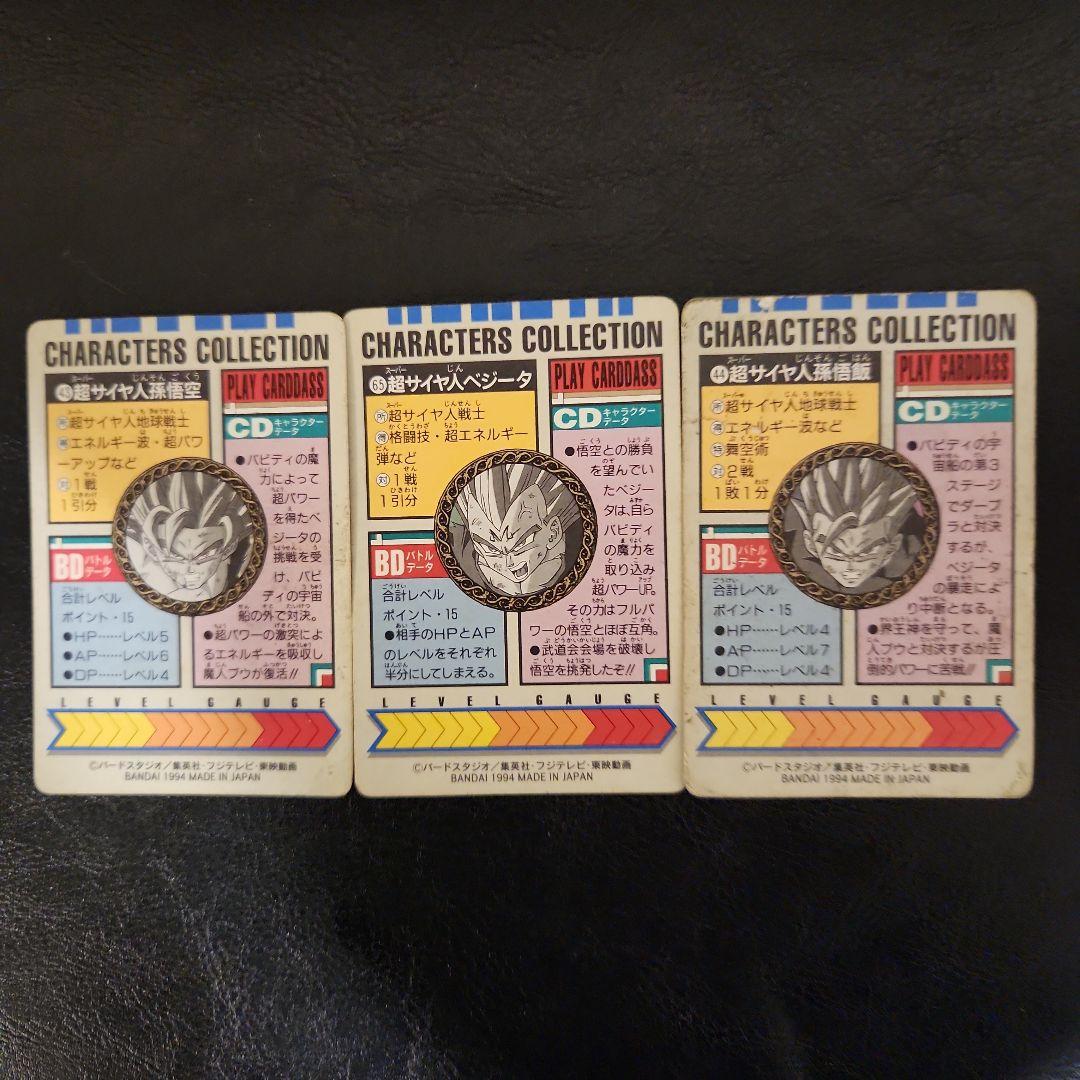 CHARACTERS COLLECTION
超サイヤ人孫悟空
PLAY CARDDASS
所超サイヤ人地球戦士
得エネルギー波・超パワ
ーアップなど
対1戦
1引分
CDキャラクター
データ
●バビディの魔
力によって
超パワー
を得たベ
ジータの
挑戦を受
け、バビ
ディの宇宙
船の外で対決。
●超パワーの激突によ
るエネルギーを吸収し
魔人ブウが復活!!
BDバトル
データ
合計レベル
ポイント・15
●HP……レベル5
●AP……レベル6
●DP……レベル4
LEVEL GAUGE
©バードスタジオ/集英社・フジテレビ・東映動画
BANDAI 1994 MADE IN JAPAN
CHARACTERS COLLECTION
65超サイヤ人ベジータ
PLAY CARDDASS
所超サイヤ人戦士
得格闘技・超エネルギー
弾など
対1戦
1引分
CDキャラクター
データ
●悟空との勝負
を望んでい
たベジー
タは、自ら
バビディ
の魔力を
取り込み
超パワーUP。
その力はフルパ
ワーの悟空とほぼ互角。
●武道会会場を破壊し
悟空を挑発したぞ!!
BDバトル
データ
合計レベル
ポイント・15
●相手のHPとAP
のレベルをそれぞれ
半分にしてしまえる。
LEVEL GAUGE
©バードスタジオ/集英社・フジテレビ・東映動画
BANDAI 1994 MADE IN JAPAN
CHARACTERS COLLECTION
44超サイヤ人孫悟飯
PLAY CARDDASS
所超サイヤ人地球戦士
得エネルギー波など
特舞空術
対2戦
1敗1分
CDキャラクター
データ
●バビディの宇
宙船の第3
ステージ
でダーブ
ラと対決
するが、
ベジータ
の暴走によ
り中断となる。
●界王神を守って、魔
人ブウと対決するが圧
倒的パワーに苦戦!!
BDバトル
データ
合計レベル
ポイント・15
●HP……レベル4
●AP……レベル7
●DP……レベル4
LEVEL GAUGE
©バードスタジオ/集英社・フジテレビ・東映動画
BANDAI 1994 MADE IN JAPAN